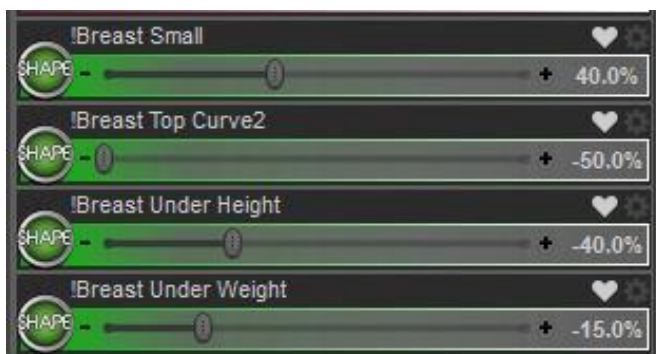 !Breast Small
SHAPE - + 40.0%
!Breast Top Curve2
SHAPE - + -50.0%
!Breast Under Height
SHAPE - + -40.0%
!Breast Under Weight
SHAPE - + -15.0%